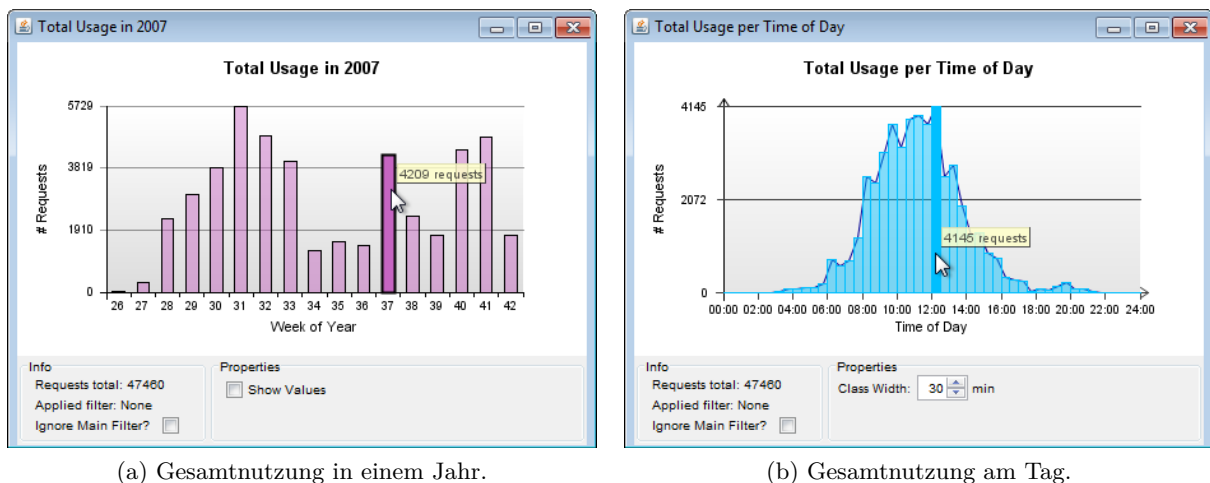 Total Usage in 2007
Total Usage in 2007
5729
3819
1910
0
# Requests
4209 requests
26 27 28 29 30 31 32 33 34 35 36 37 38 39 40 41 42
Week of Year
Info
Requests total: 47460
Applied filter: None
Ignore Main Filter?
Properties
Show Values
(a) Gesamtnutzung in einem Jahr.
Total Usage per Time of Day
Total Usage per Time of Day
4145
2072
0
# Requests
4145 requests
00:00 02:00 04:00 06:00 08:00 10:00 12:00 14:00 16:00 18:00 20:00 22:00 24:00
Time of Day
Info
Requests total: 47460
Applied filter: None
Ignore Main Filter?
Properties
Class Width: 30 min
(b) Gesamtnutzung am Tag.